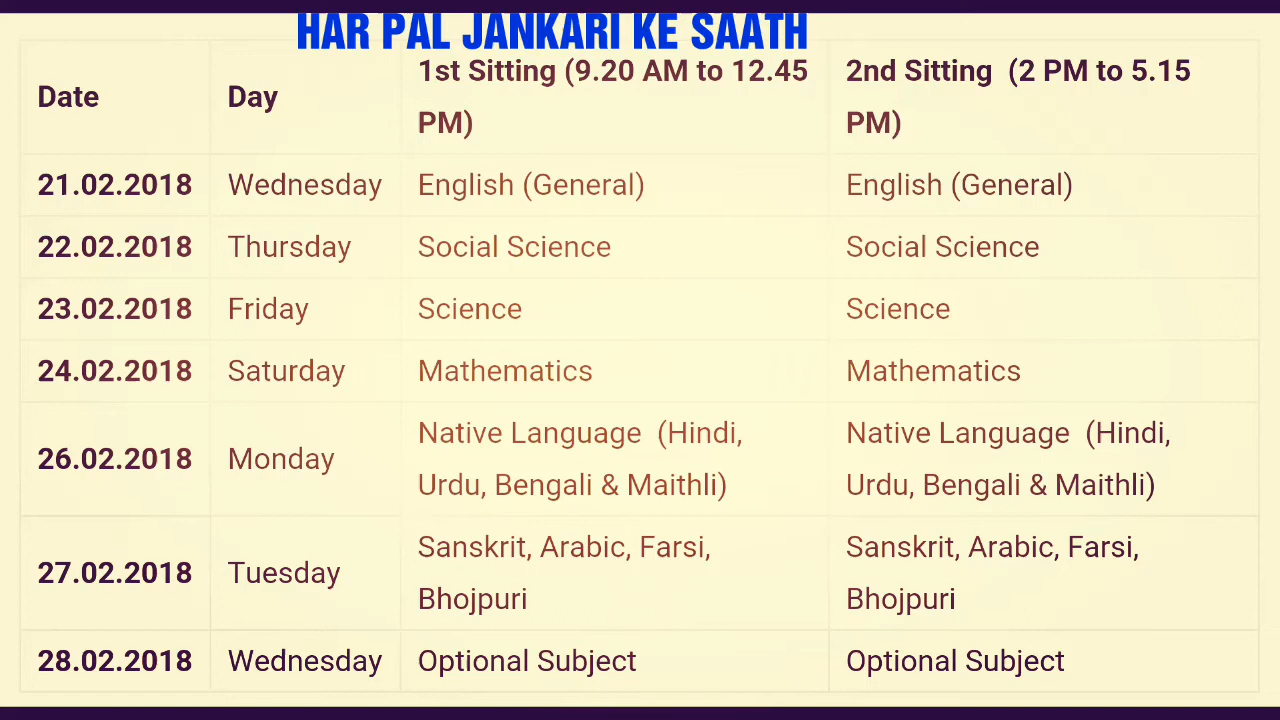 HAR PAL JANKARI KE SAATH
Date Day 1st Sitting (9.20 AM to 12.45 PM) 2nd Sitting (2 PM to 5.15 PM)
21.02.2018 Wednesday English (General) English (General)
22.02.2018 Thursday Social Science Social Science
23.02.2018 Friday Science Science
24.02.2018 Saturday Mathematics Mathematics
26.02.2018 Monday Native Language (Hindi, Urdu, Bengali & Maithli) Native Language (Hindi, Urdu, Bengali & Maithli)
27.02.2018 Tuesday Sanskrit, Arabic, Farsi, Bhojpuri Sanskrit, Arabic, Farsi, Bhojpuri
28.02.2018 Wednesday Optional Subject Optional Subject